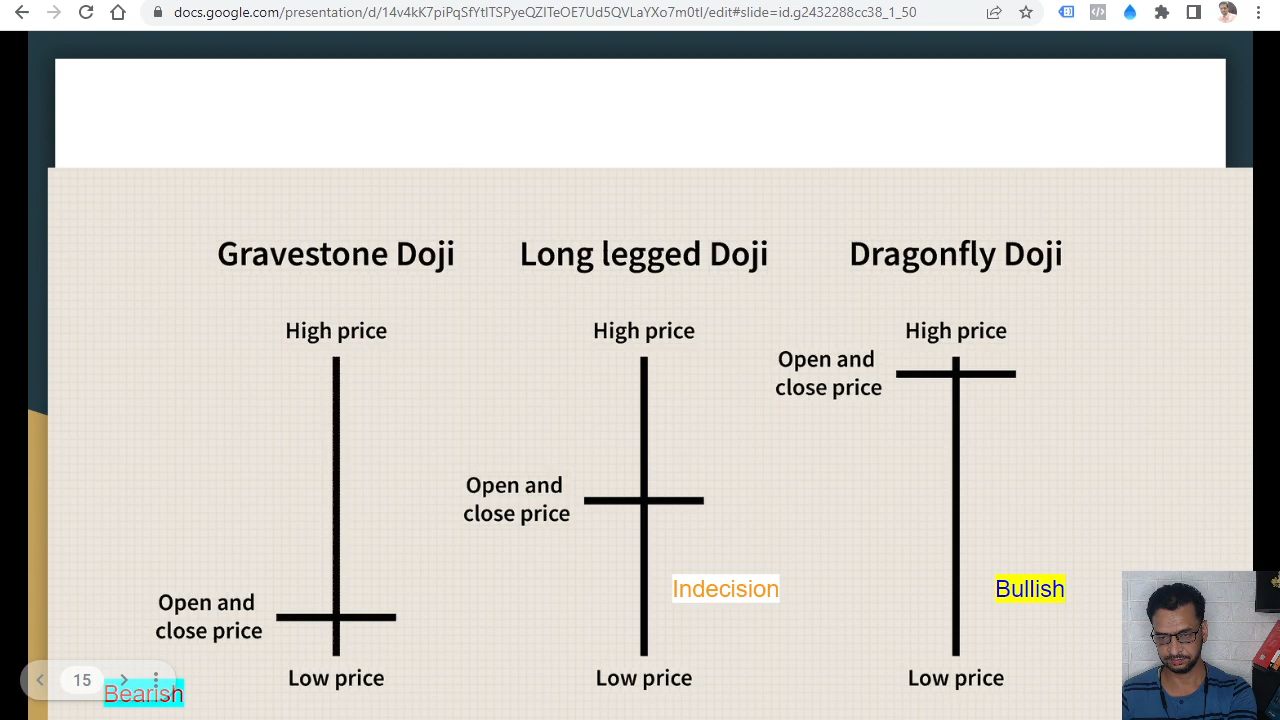 docs.google.com/presentation/d/14v4kK7piPoSfYtITSPyeQZITeOE7Ud5QVLaYXo7m0tI/edit#slide=id.g2432288cc38_1_50
Gravestone Doji
Long legged Doji
Dragonfly Doji
High price
High price
High price
Open and
close price
Open and
close price
Indecision
Bullish
Open and
close price
Low price
Low price
Low price
15
Bearish